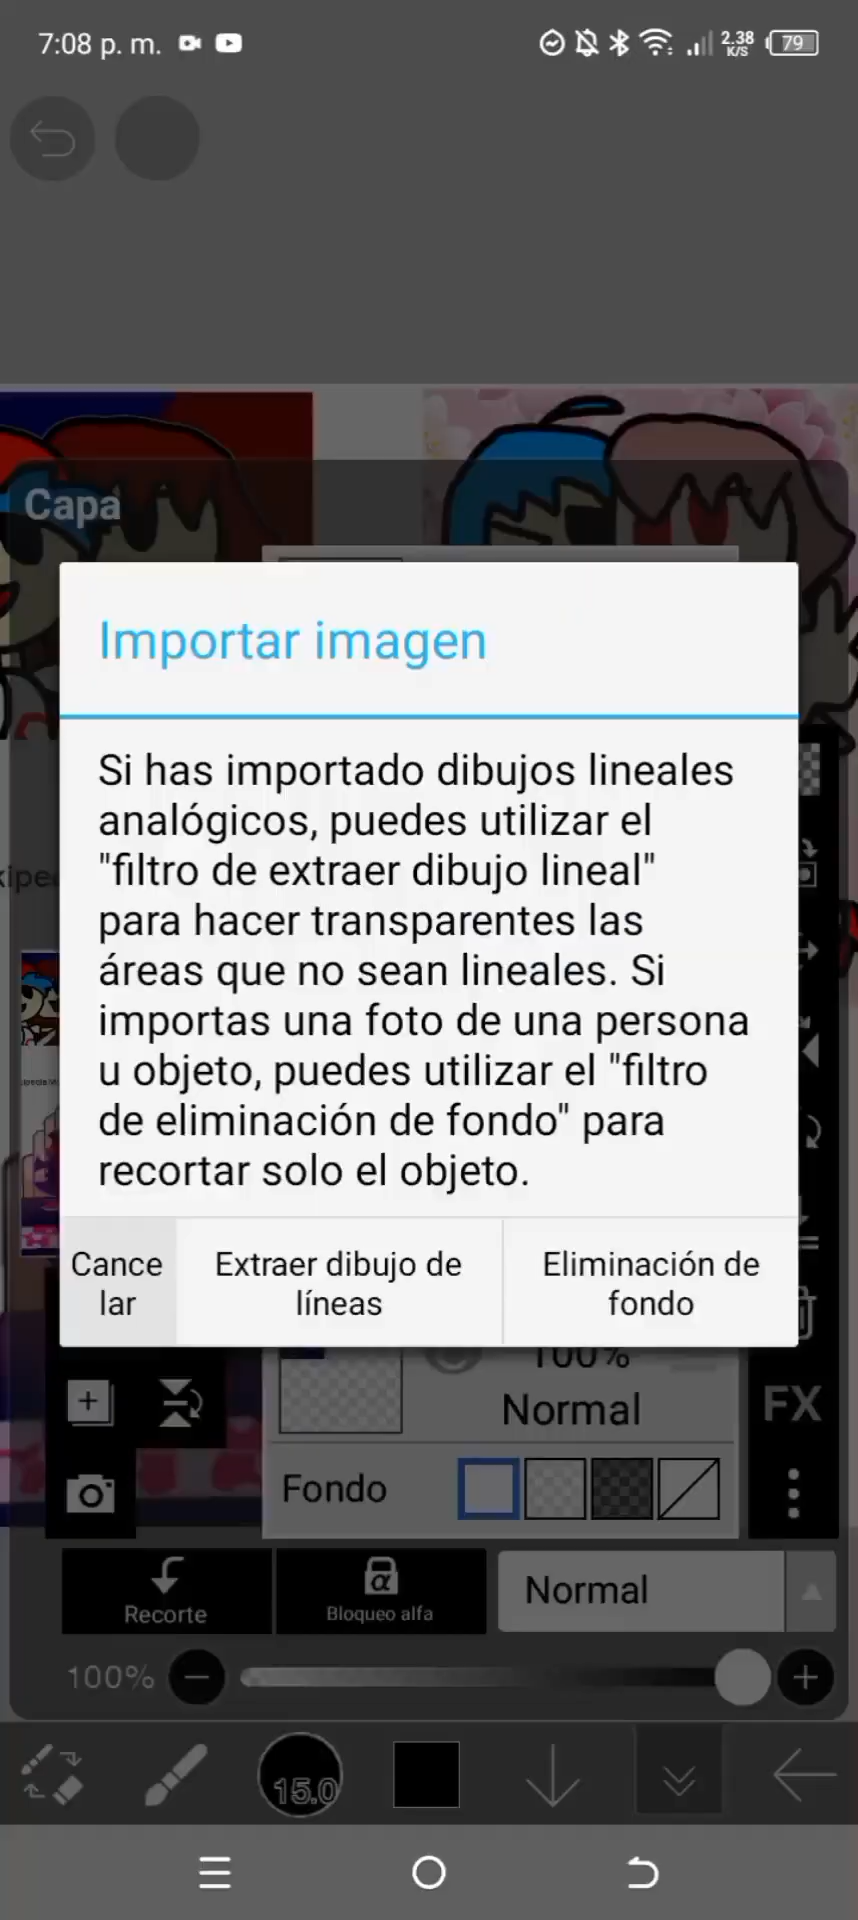 7:08 p. m.
2.38
K/S
79
Capa
Importar imagen
Si has importado dibujos lineales
analógicos, puedes utilizar el
"filtro de extraer dibujo lineal"
para hacer transparentes las
áreas que no sean lineales. Si
importas una foto de una persona
u objeto, puedes utilizar el "filtro
de eliminación de fondo" para
recortar solo el objeto.
Cance
lar
Extraer dibujo de
líneas
Eliminación de
fondo
100%
Normal
FX
Fondo
Recorte
α
Bloqueo alfa
Normal
100%
15.0